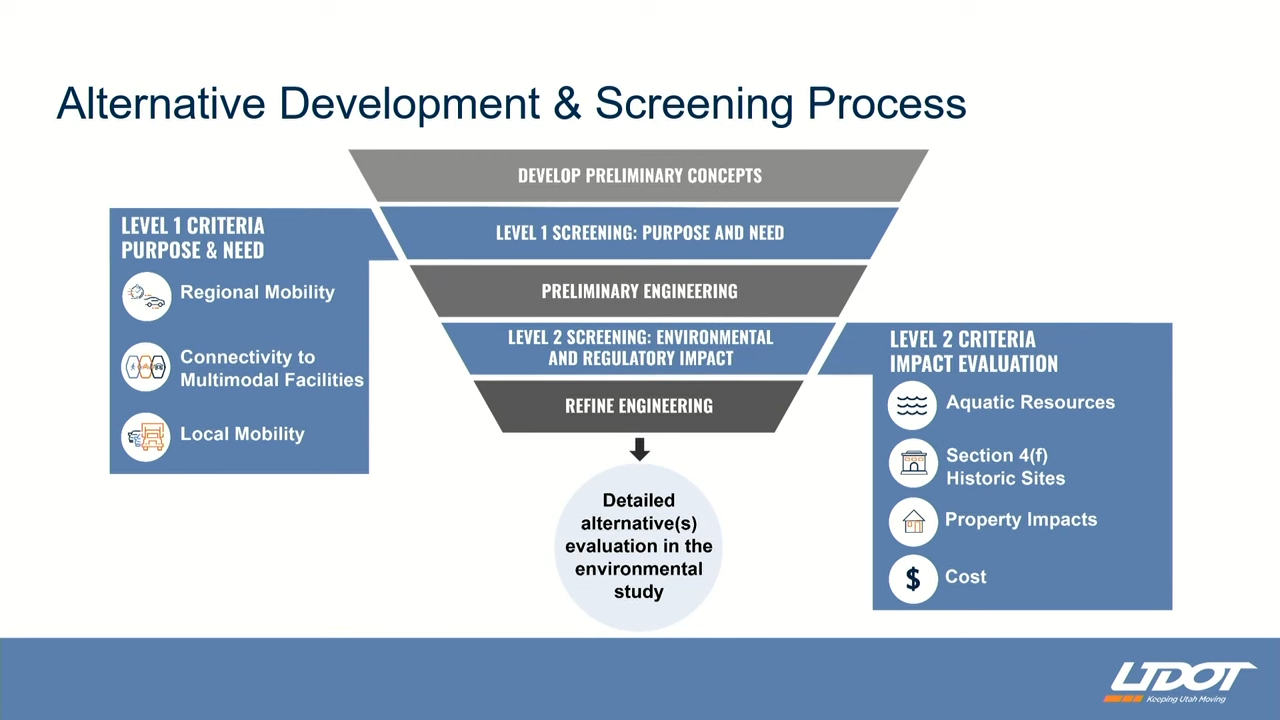 Alternative Development & Screening Process
DEVELOP PRELIMINARY CONCEPTS
LEVEL 1 SCREENING: PURPOSE AND NEED
PRELIMINARY ENGINEERING
LEVEL 2 SCREENING: ENVIRONMENTAL
AND REGULATORY IMPACT
REFINE ENGINEERING
LEVEL 1 CRITERIA
PURPOSE & NEED
Regional Mobility
Connectivity to
Multimodal Facilities
Local Mobility
LEVEL 2 CRITERIA
IMPACT EVALUATION
Aquatic Resources
Section 4(f)
Historic Sites
Property Impacts
$ Cost
Detailed
alternative(s)
evaluation in the
environmental
study
UDOT
Keeping Utah Moving